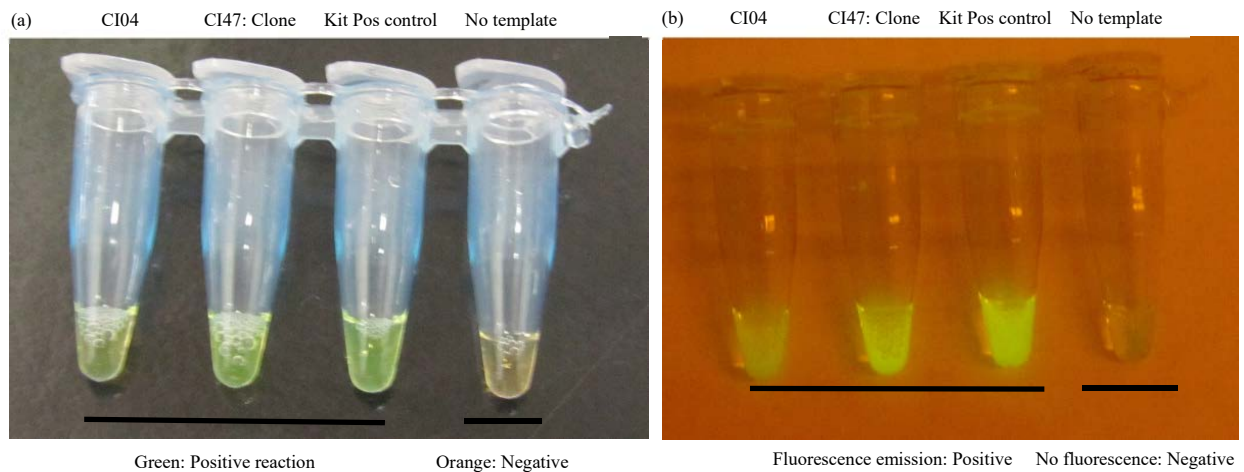 (a) CI04 CI47: Clone Kit Pos control No template
Green: Positive reaction Orange: Negative
(b) CI04 CI47: Clone Kit Pos control No template
Fluorescence emission: Positive No fluorescence: Negative